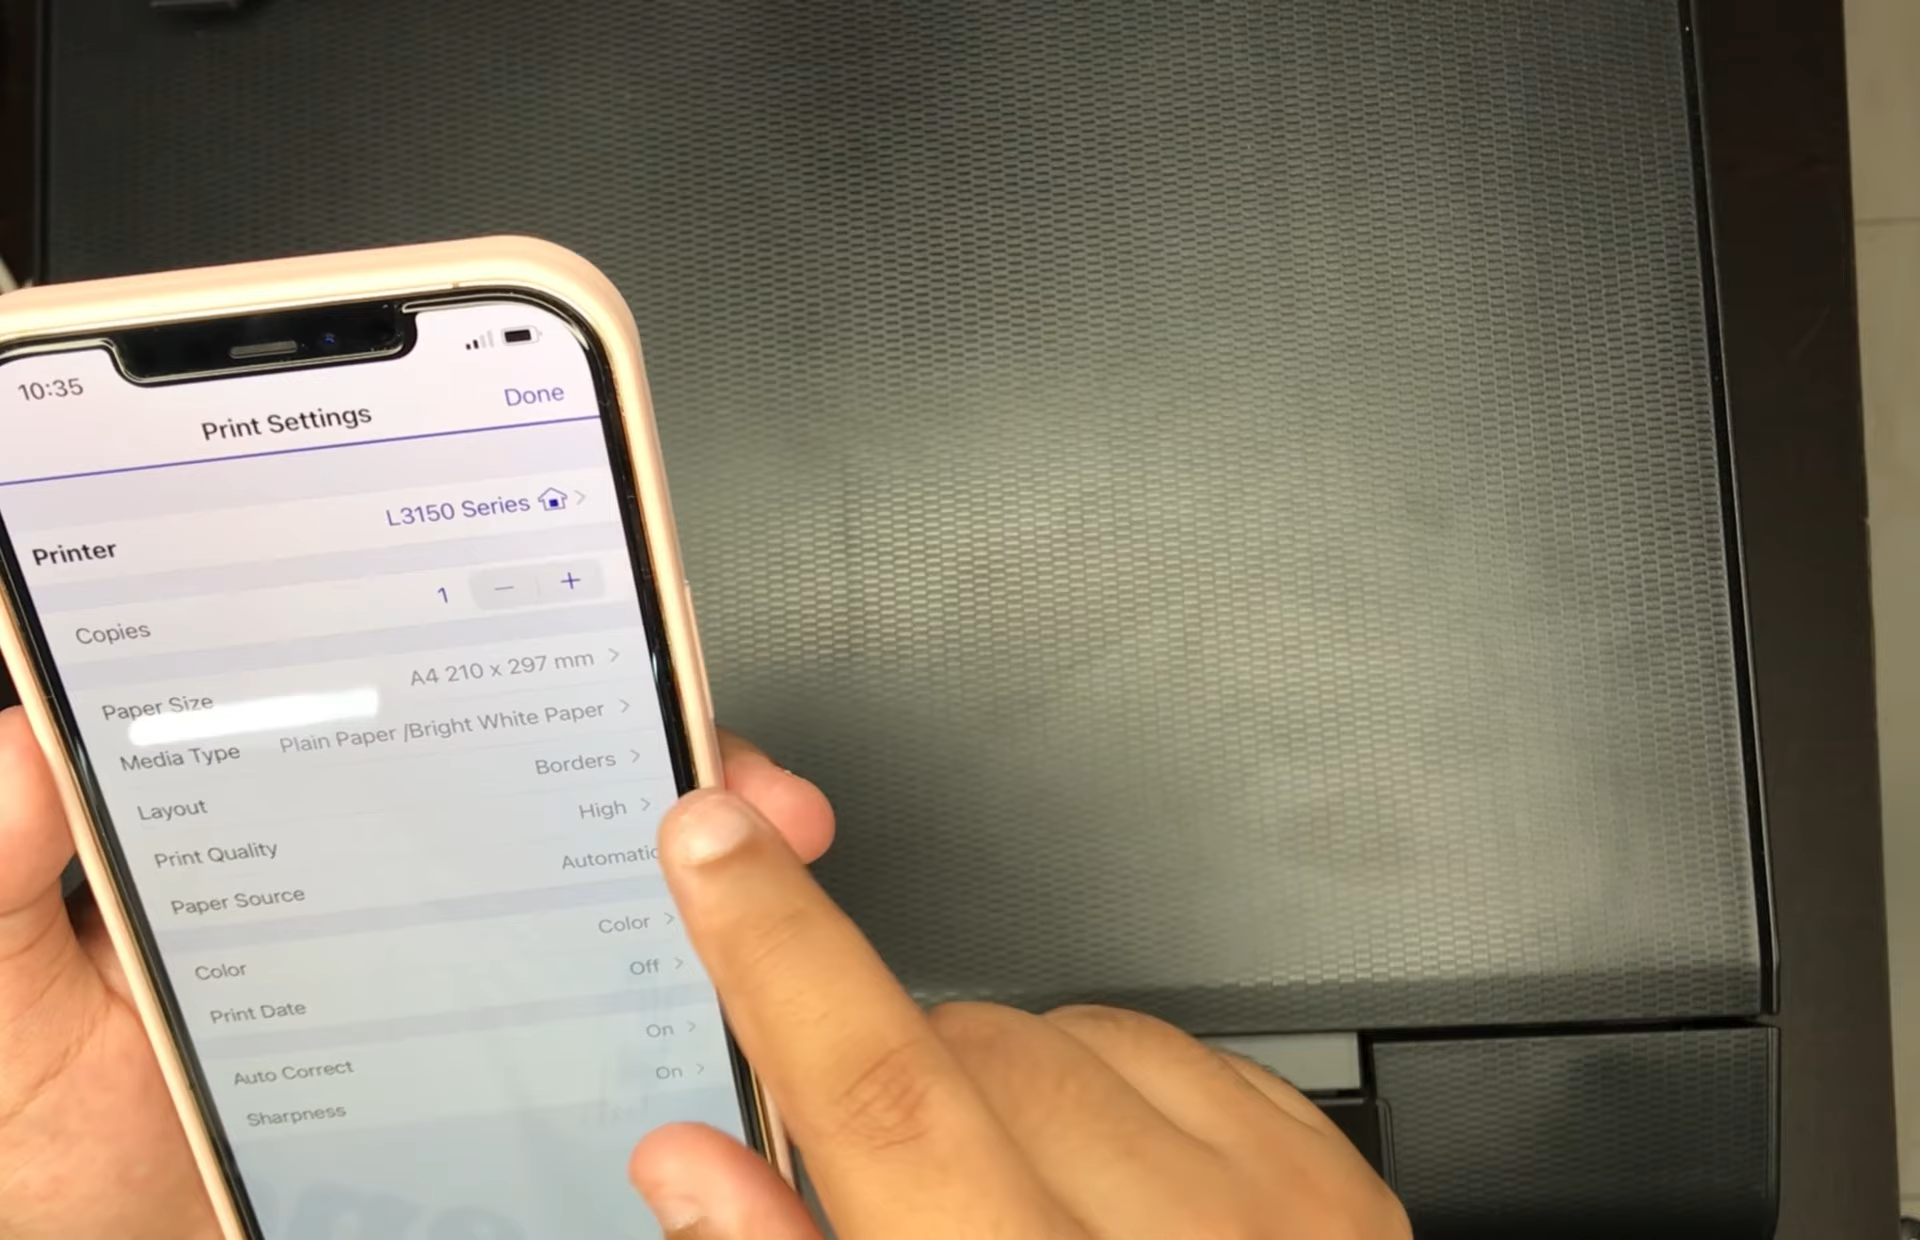 10:35
Print Settings Done
Printer L3150 Series
Copies 1 − +
Paper Size A4 210 x 297 mm
Media Type Plain Paper /Bright White Paper
Layout Borders
Print Quality High
Paper Source Automatic
Color Color
Print Date Off
Auto Correct On
Sharpness On